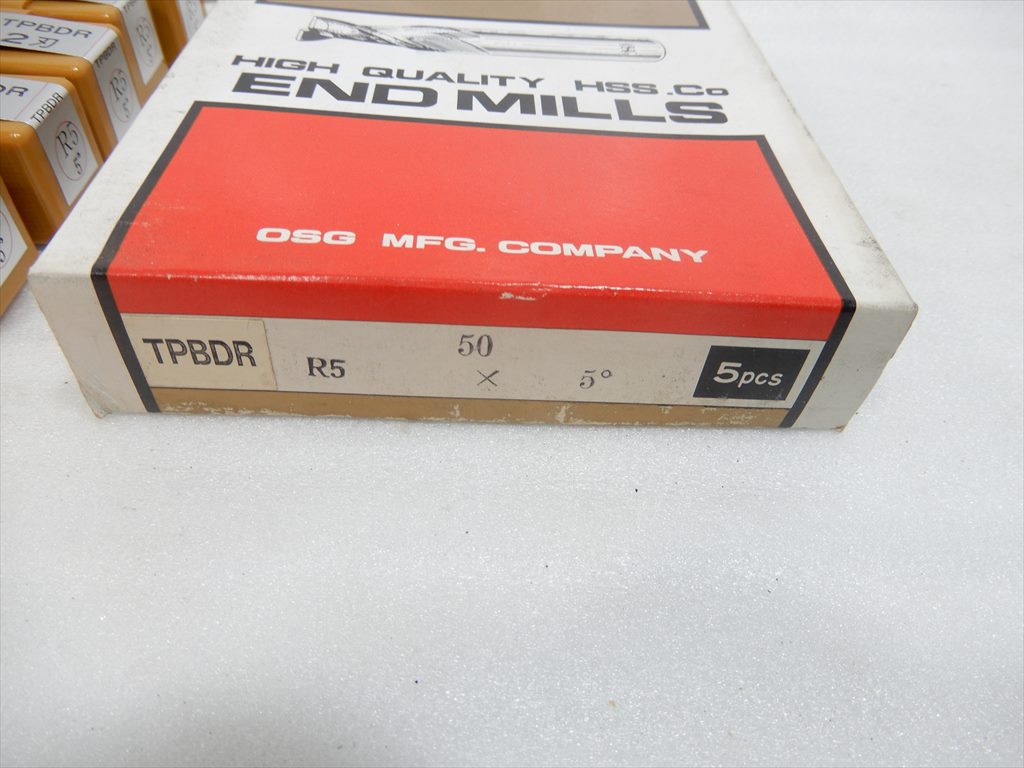 HIGH QUALITY HSS.Co
END MILLS
OSG MFG. COMPANY
TPBDR R5 50 × 5° 5pcs
TPBDR
2刃
TPBDR
R5